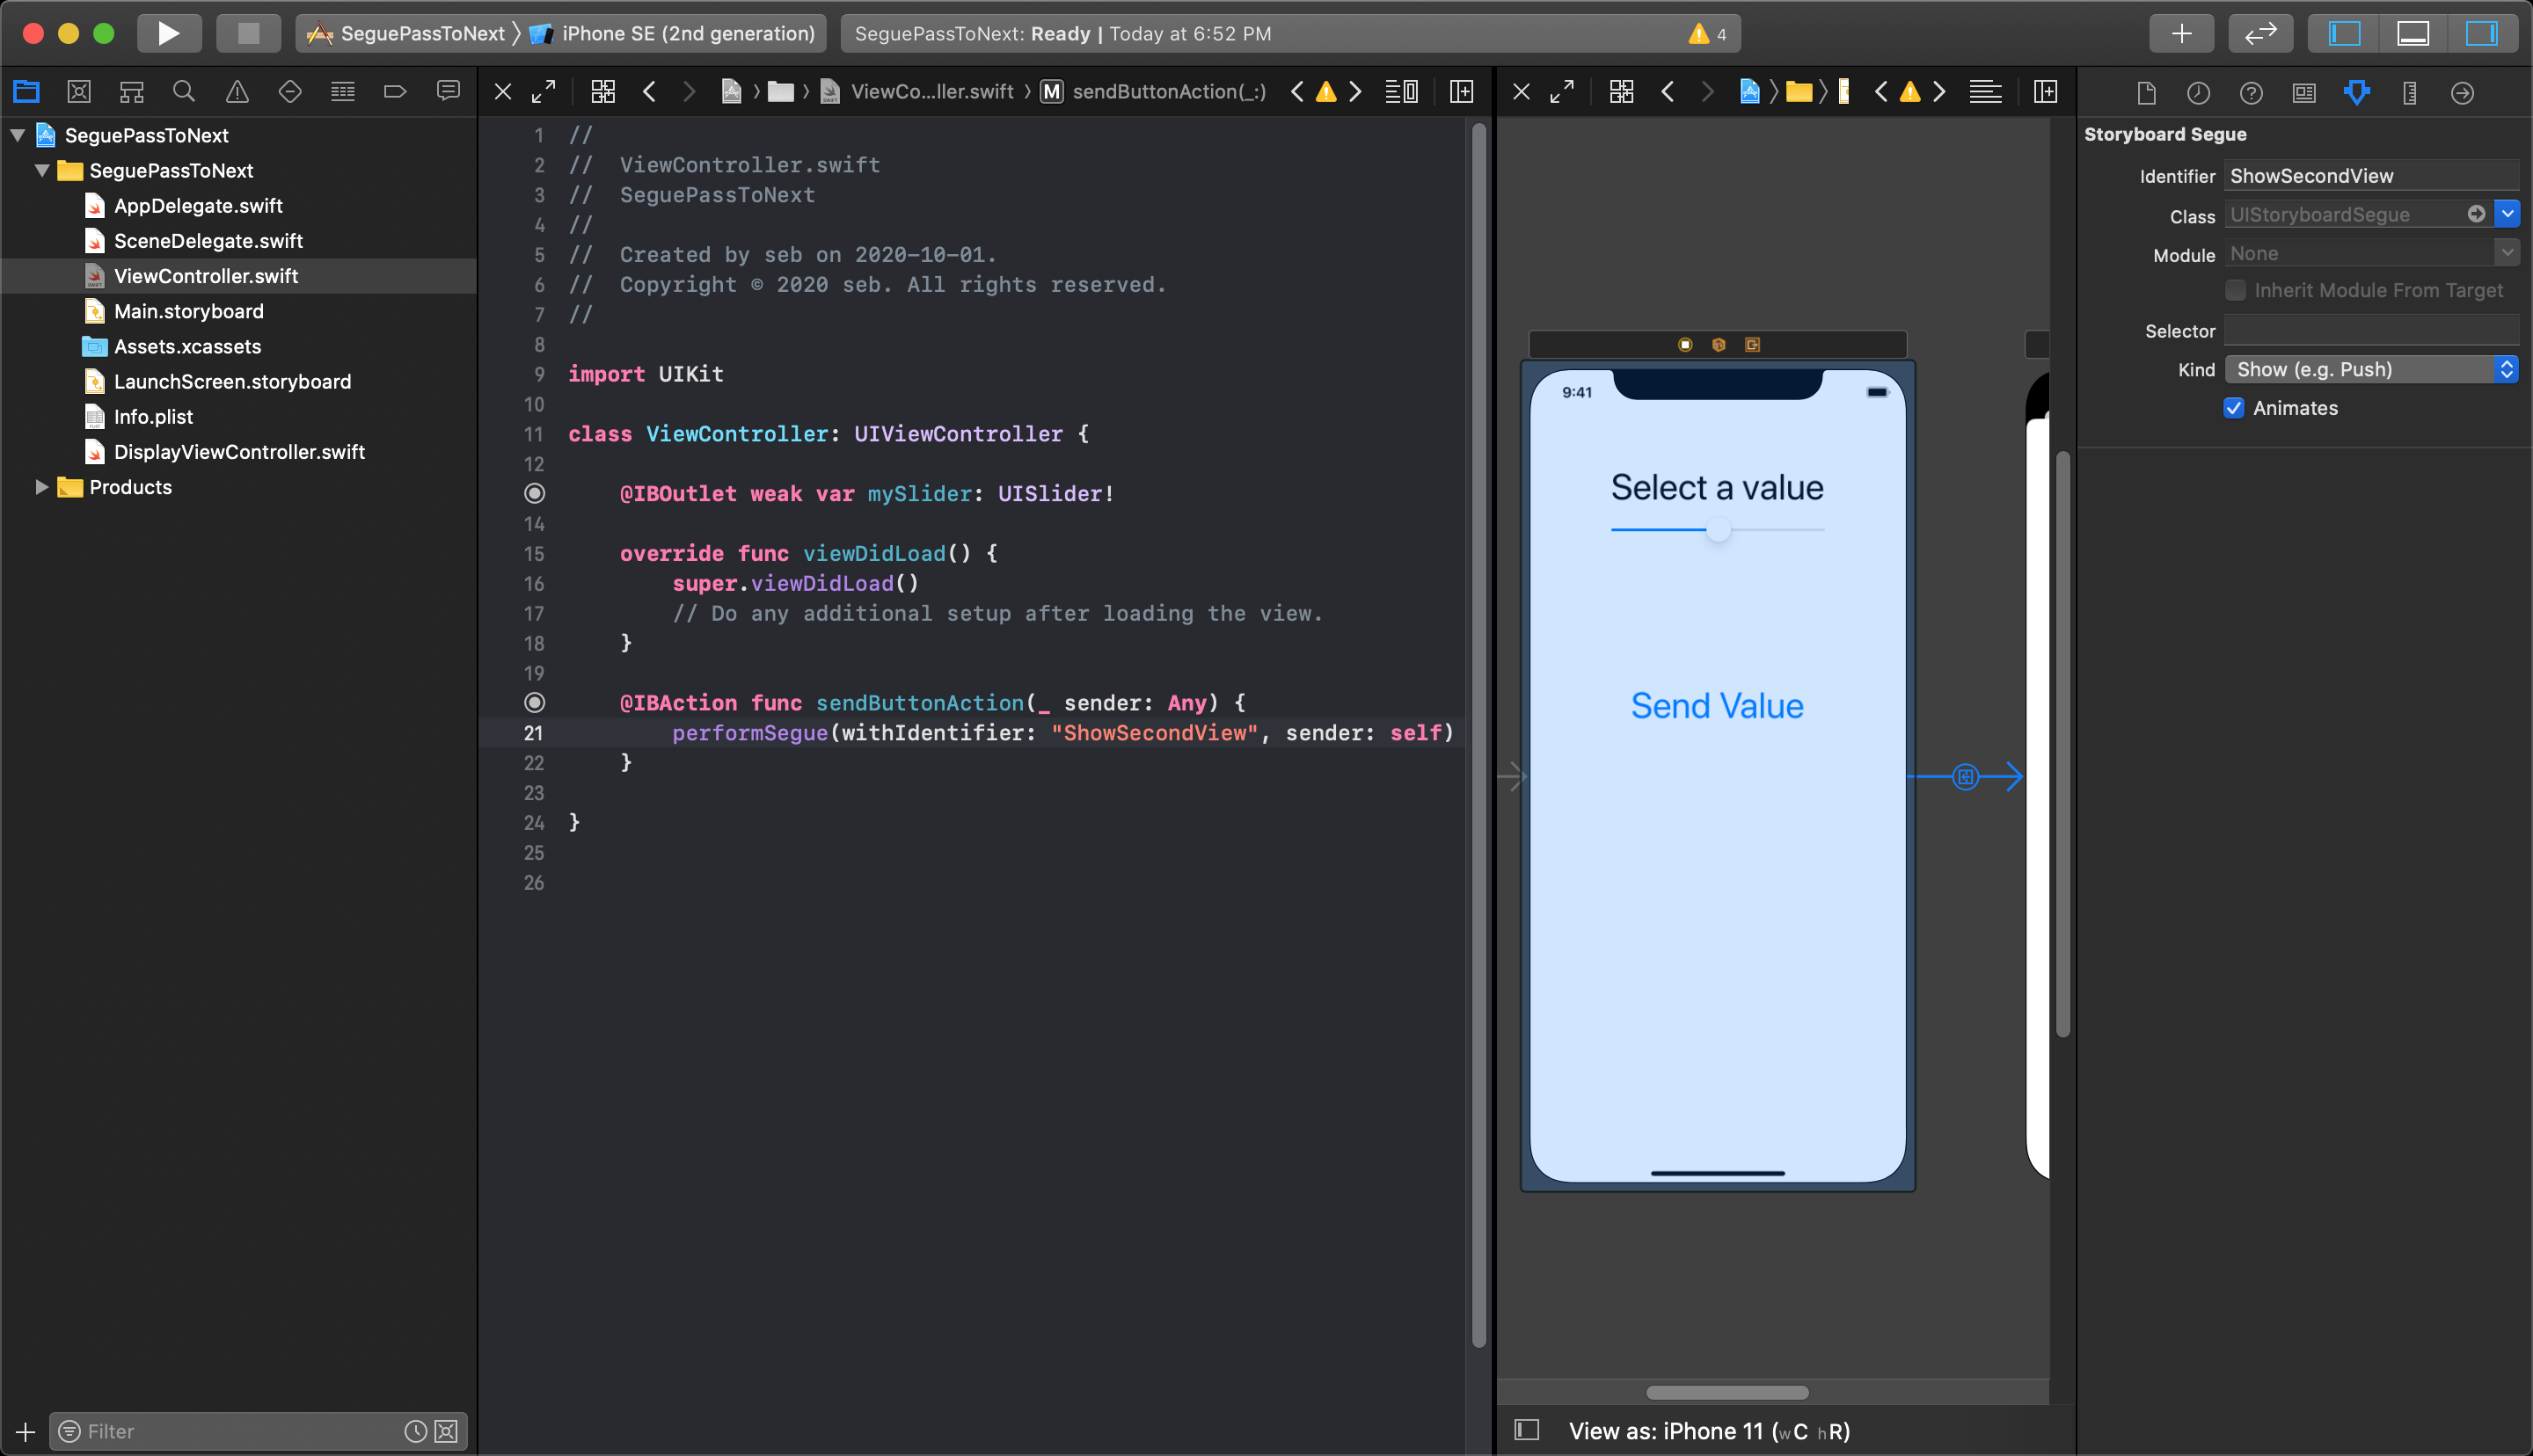 SeguePassToNext 〉 iPhone SE (2nd generation)
SeguePassToNext: Ready | Today at 6:52 PM
4
SeguePassToNext
SeguePassToNext
AppDelegate.swift
SceneDelegate.swift
ViewController.swift
Main.storyboard
Assets.xcassets
LaunchScreen.storyboard
Info.plist
DisplayViewController.swift
Products
Filter
ViewCo...ller.swift 〉 M sendButtonAction(_:)
1 //
2 //  ViewController.swift
3 //  SeguePassToNext
4 //
5 //  Created by seb on 2020-10-01.
6 //  Copyright © 2020 seb. All rights reserved.
7 //
8
9 import UIKit
10
11 class ViewController: UIViewController {
12
@IBOutlet weak var mySlider: UISlider!
14
15 override func viewDidLoad() {
16 super.viewDidLoad()
17 // Do any additional setup after loading the view.
18 }
19
@IBAction func sendButtonAction(_ sender: Any) {
21 performSegue(withIdentifier: "ShowSecondView", sender: self)
22 }
23
24 }
25
26
9:41
Select a value
Send Value
View as: iPhone 11 (wC hR)
Storyboard Segue
Identifier ShowSecondView
Class UIStoryboardSegue
Module None
Inherit Module From Target
Selector
Kind Show (e.g. Push)
Animates